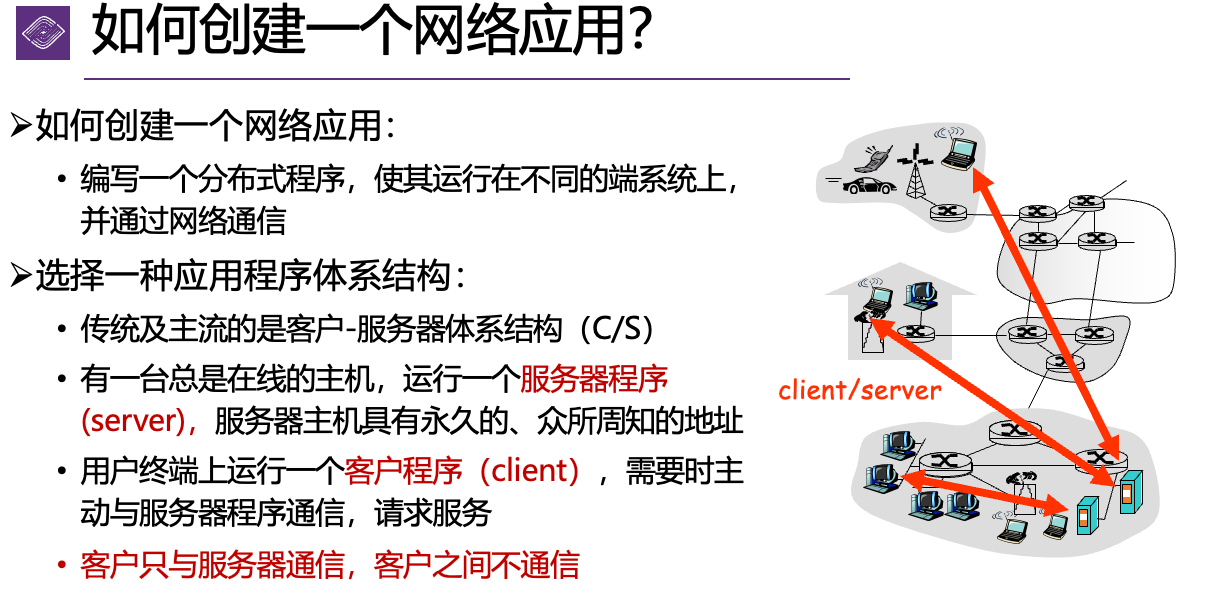 如何创建一个网络应用?
➢如何创建一个网络应用：
• 编写一个分布式程序，使其运行在不同的端系统上，
并通过网络通信
➢选择一种应用程序体系结构：
• 传统及主流的是客户-服务器体系结构（C/S）
• 有一台总是在线的主机，运行一个服务器程序
(server)，服务器主机具有永久的、众所周知的地址
• 用户终端上运行一个客户程序（client），需要时主
动与服务器程序通信，请求服务
• 客户只与服务器通信，客户之间不通信
client/server